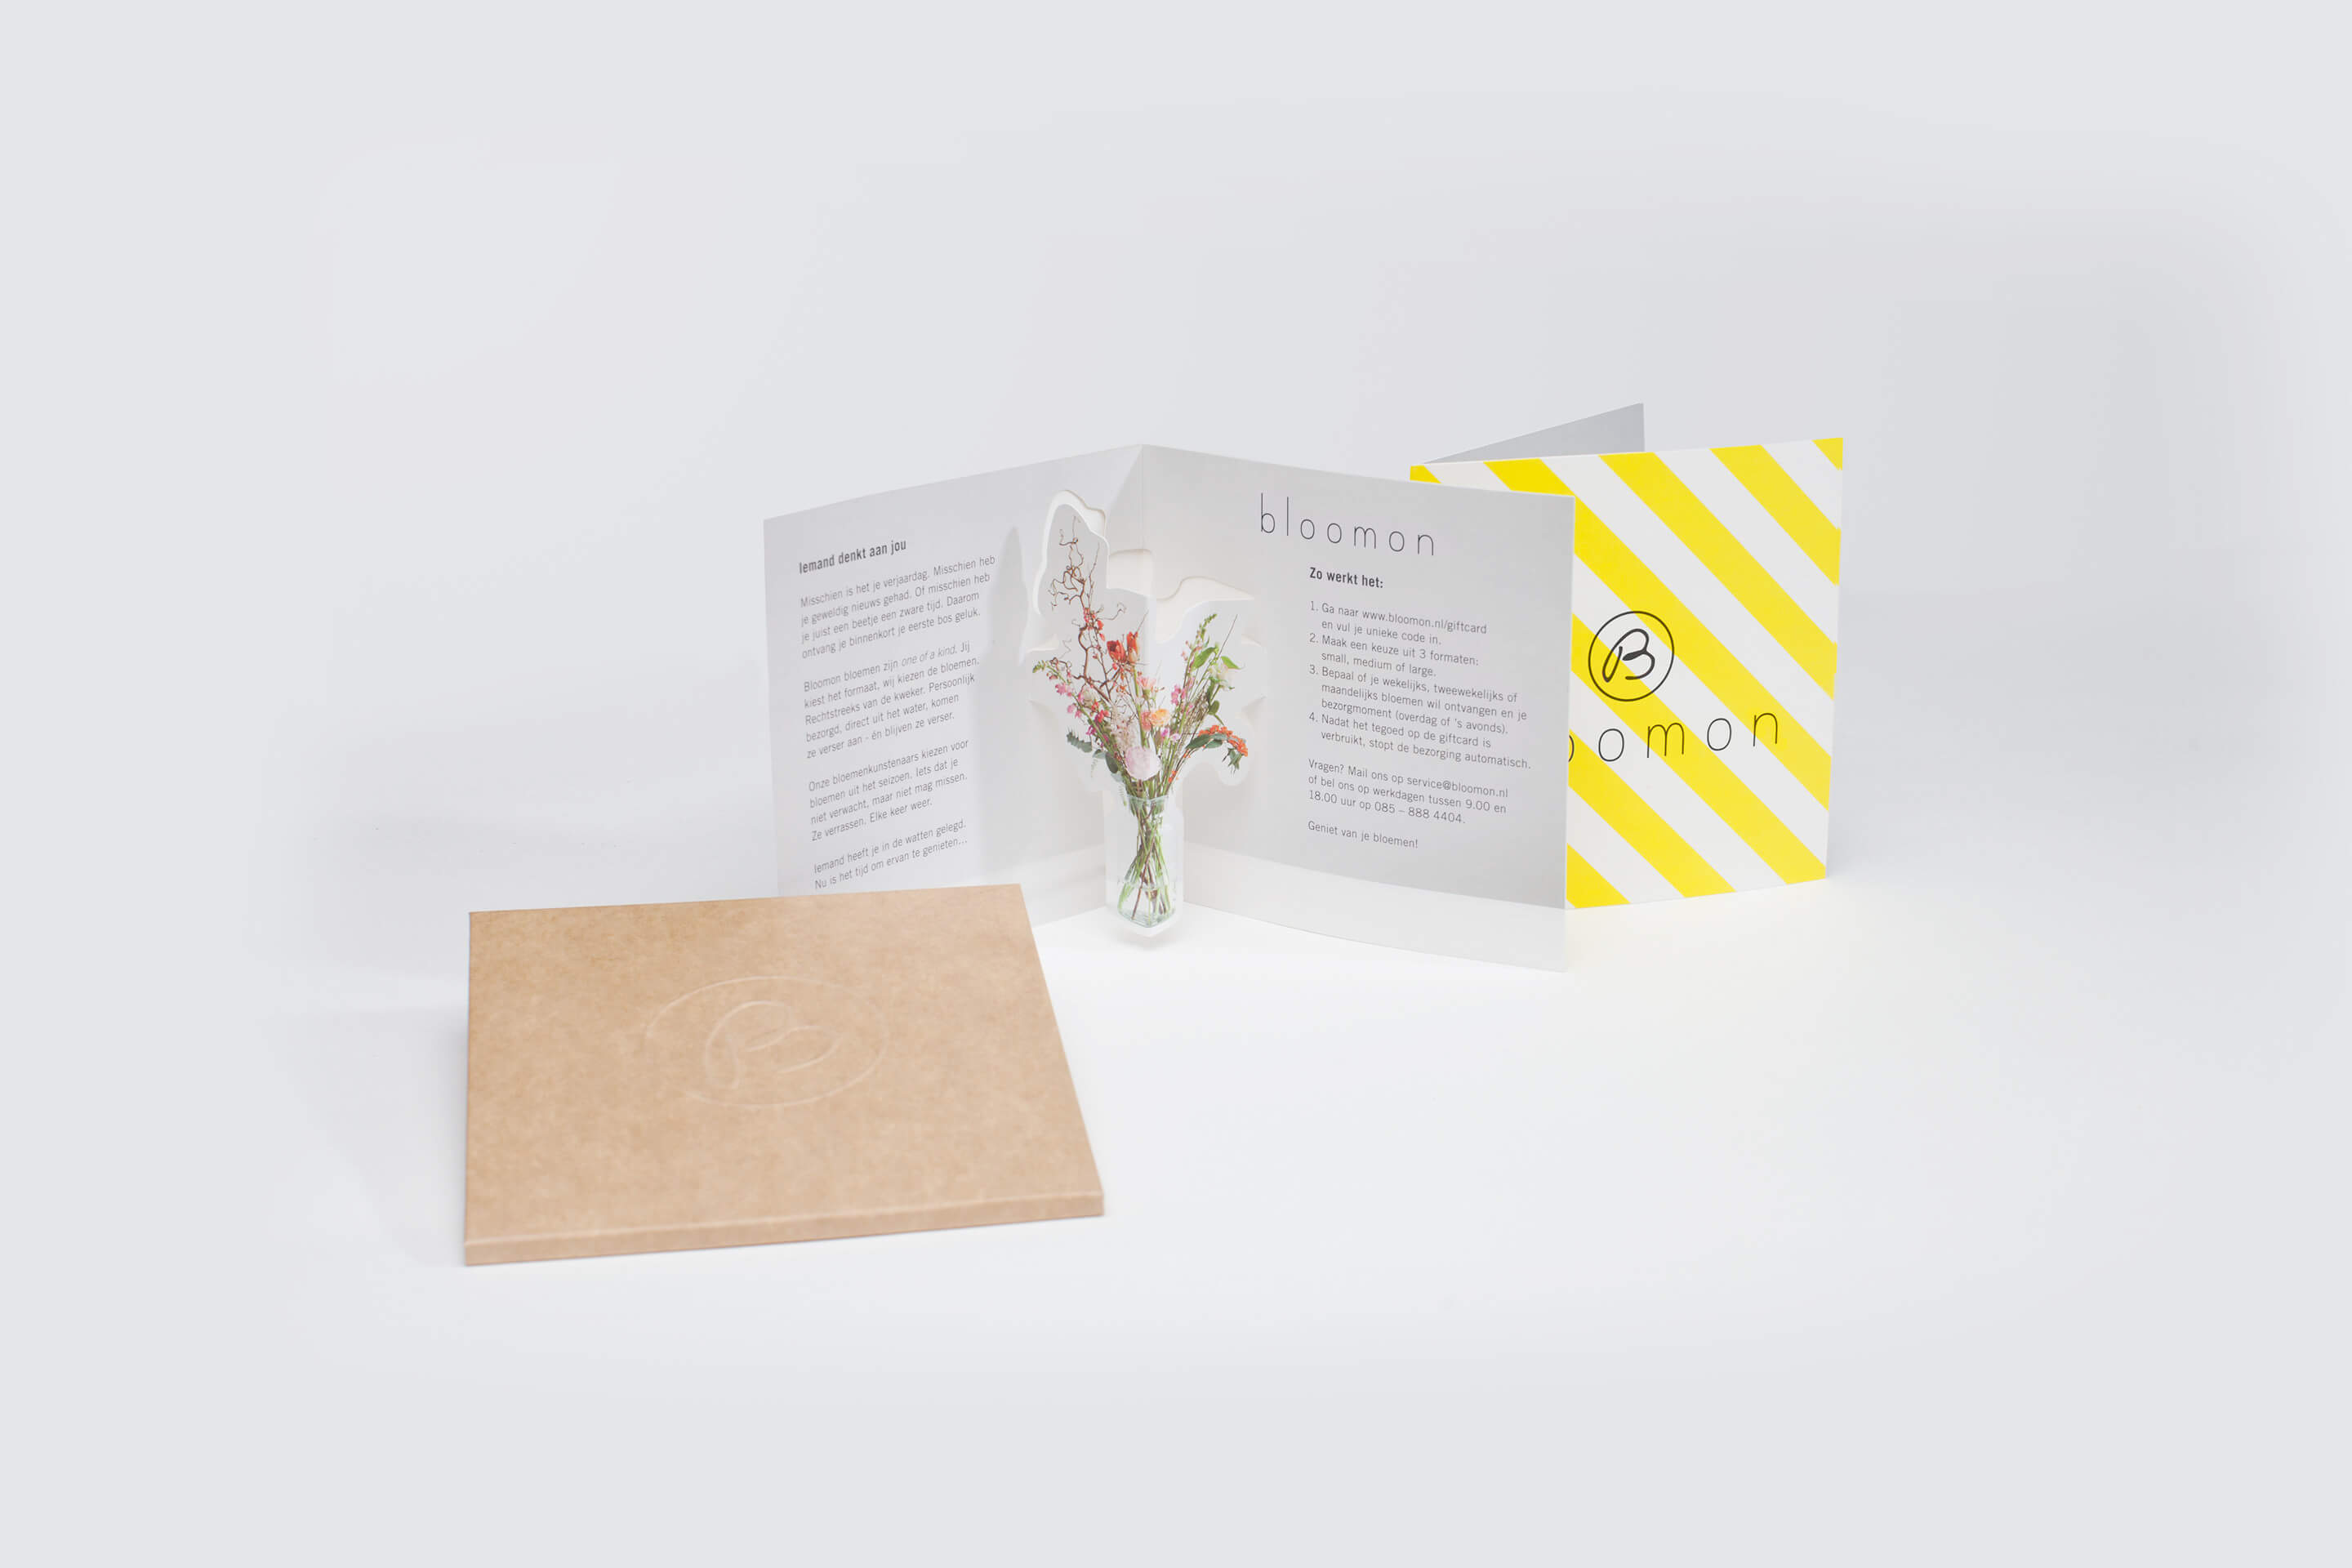 Iemand denkt aan jou
Misschien is het je verjaardag. Misschien heb
je geweldig nieuws gehad. Of misschien heb
je juist een beetje een zware tijd. Daarom
ontvang je binnenkort je eerste bos geluk.
Bloomon bloemen zijn one of a kind. Jij
kiest het formaat, wij kiezen de bloemen.
Rechtstreeks van de kweker. Persoonlijk
bezorgd, direct uit het water, komen
ze verser aan - én blijven ze verser.
Onze bloemenkunstenaars kiezen voor
bloemen uit het seizoen. Iets dat je
niet verwacht, maar niet mag missen.
Ze verrassen. Elke keer weer.
Iemand heeft je in de watten gelegd.
Nu is het tijd om ervan te genieten...
bloomon
Zo werkt het:
1. Ga naar www.bloomon.nl/giftcard
en vul je unieke code in.
2. Maak een keuze uit 3 formaten:
small, medium of large.
3. Bepaal of je wekelijks, tweewekelijks of
maandelijks bloemen wil ontvangen en je
bezorgmoment (overdag of 's avonds).
4. Nadat het tegoed op de giftcard is
verbruikt, stopt de bezorging automatisch.
Vragen? Mail ons op service@bloomon.nl
of bel ons op werkdagen tussen 9.00 en
18.00 uur op 085 – 888 4404.
Geniet van je bloemen!
B
oomon
B